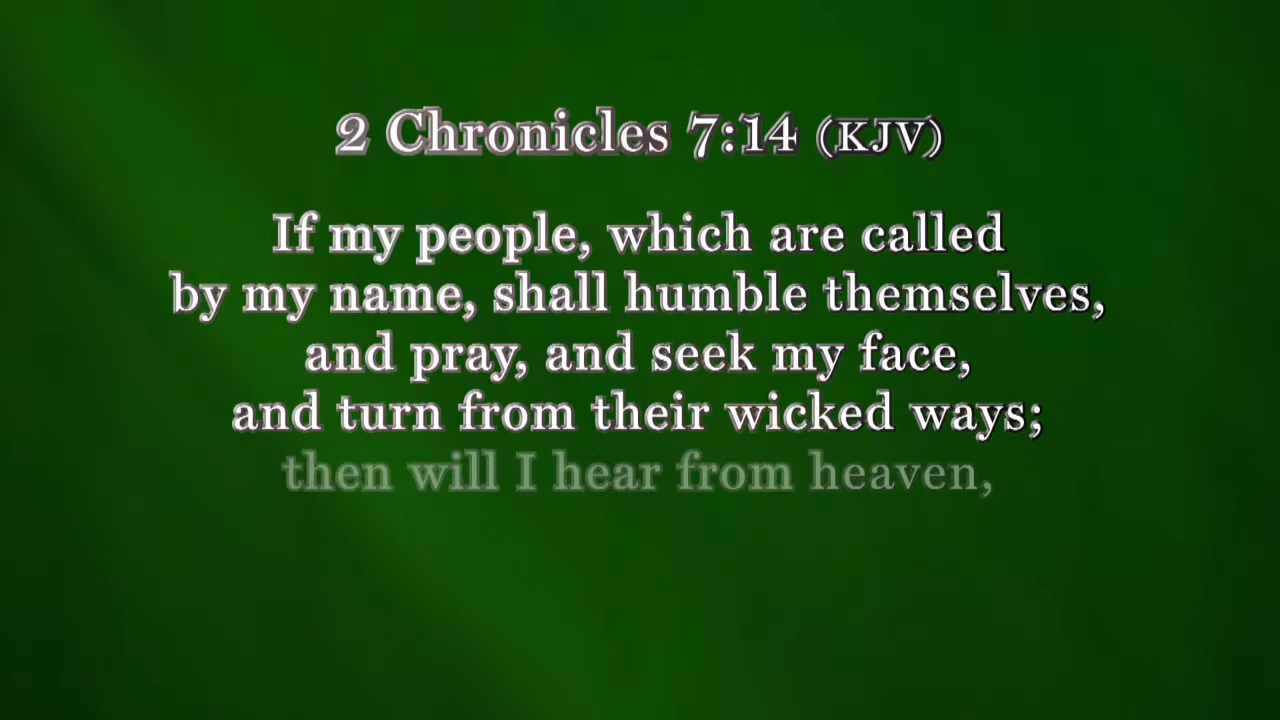 2 Chronicles 7:14 (KJV)
If my people, which are called
by my name, shall humble themselves,
and pray, and seek my face,
and turn from their wicked ways;
then will I hear from heaven,